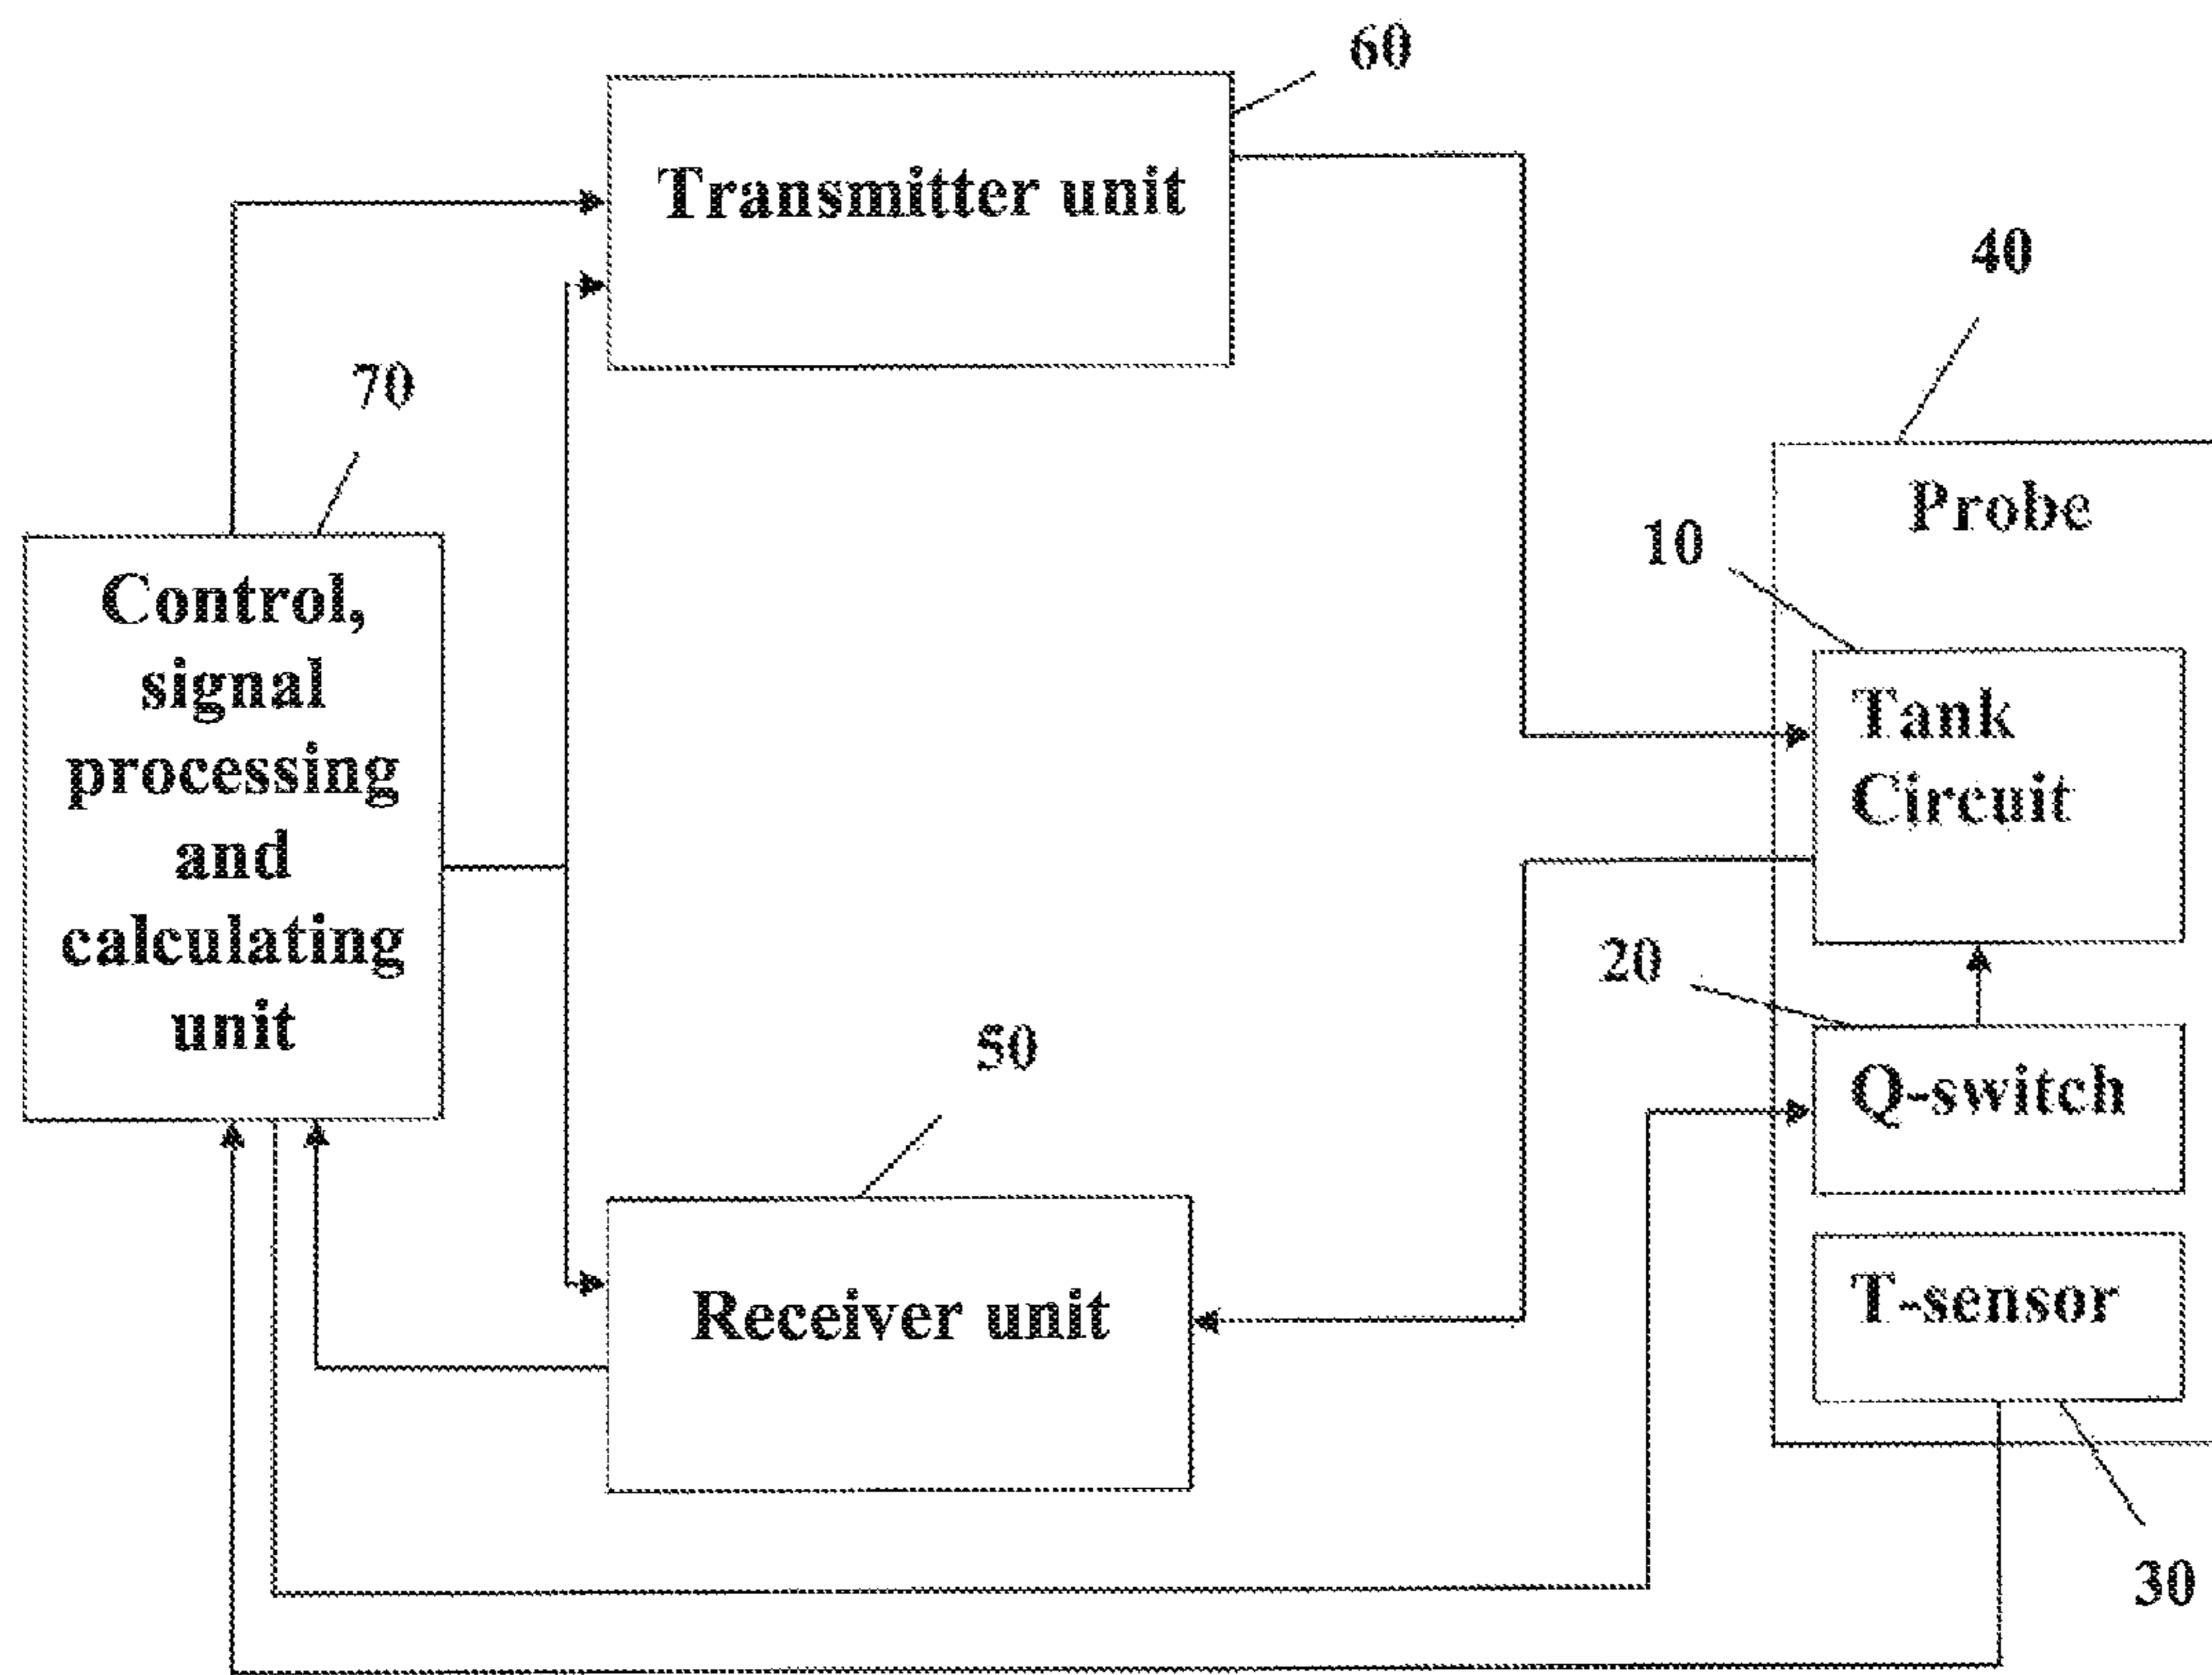 60
Transmitter unit
40
70
Probe
10
Control,
signal
processing
and
calculating
unit
Tank
Circuit
20
Q-switch
50
Receiver unit
T-sensor
30